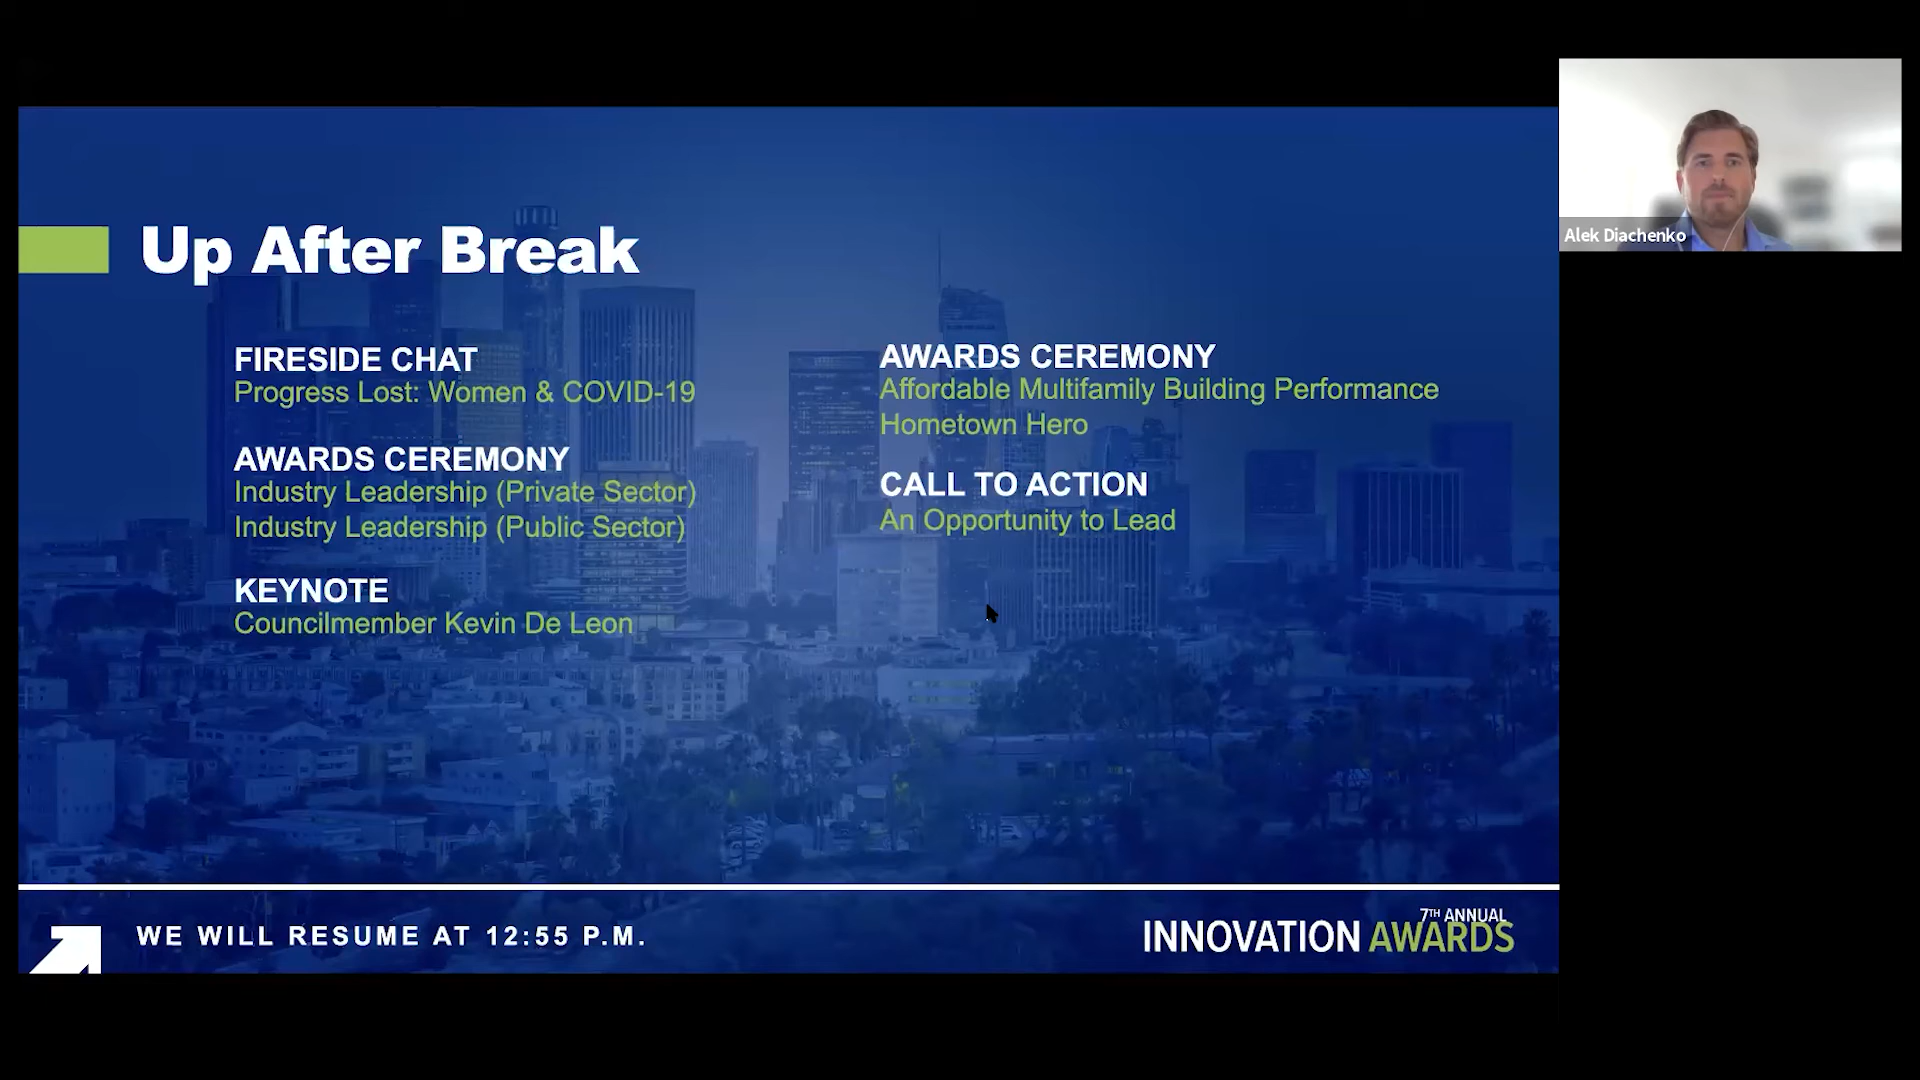 Up After Break
FIRESIDE CHAT
Progress Lost: Women & COVID-19
AWARDS CEREMONY
Industry Leadership (Private Sector)
Industry Leadership (Public Sector)
KEYNOTE
Councilmember Kevin De Leon
AWARDS CEREMONY
Affordable Multifamily Building Performance
Hometown Hero
CALL TO ACTION
An Opportunity to Lead
WE WILL RESUME AT 12:55 P.M.
7TH ANNUAL
INNOVATION AWARDS
Alek Diachenko